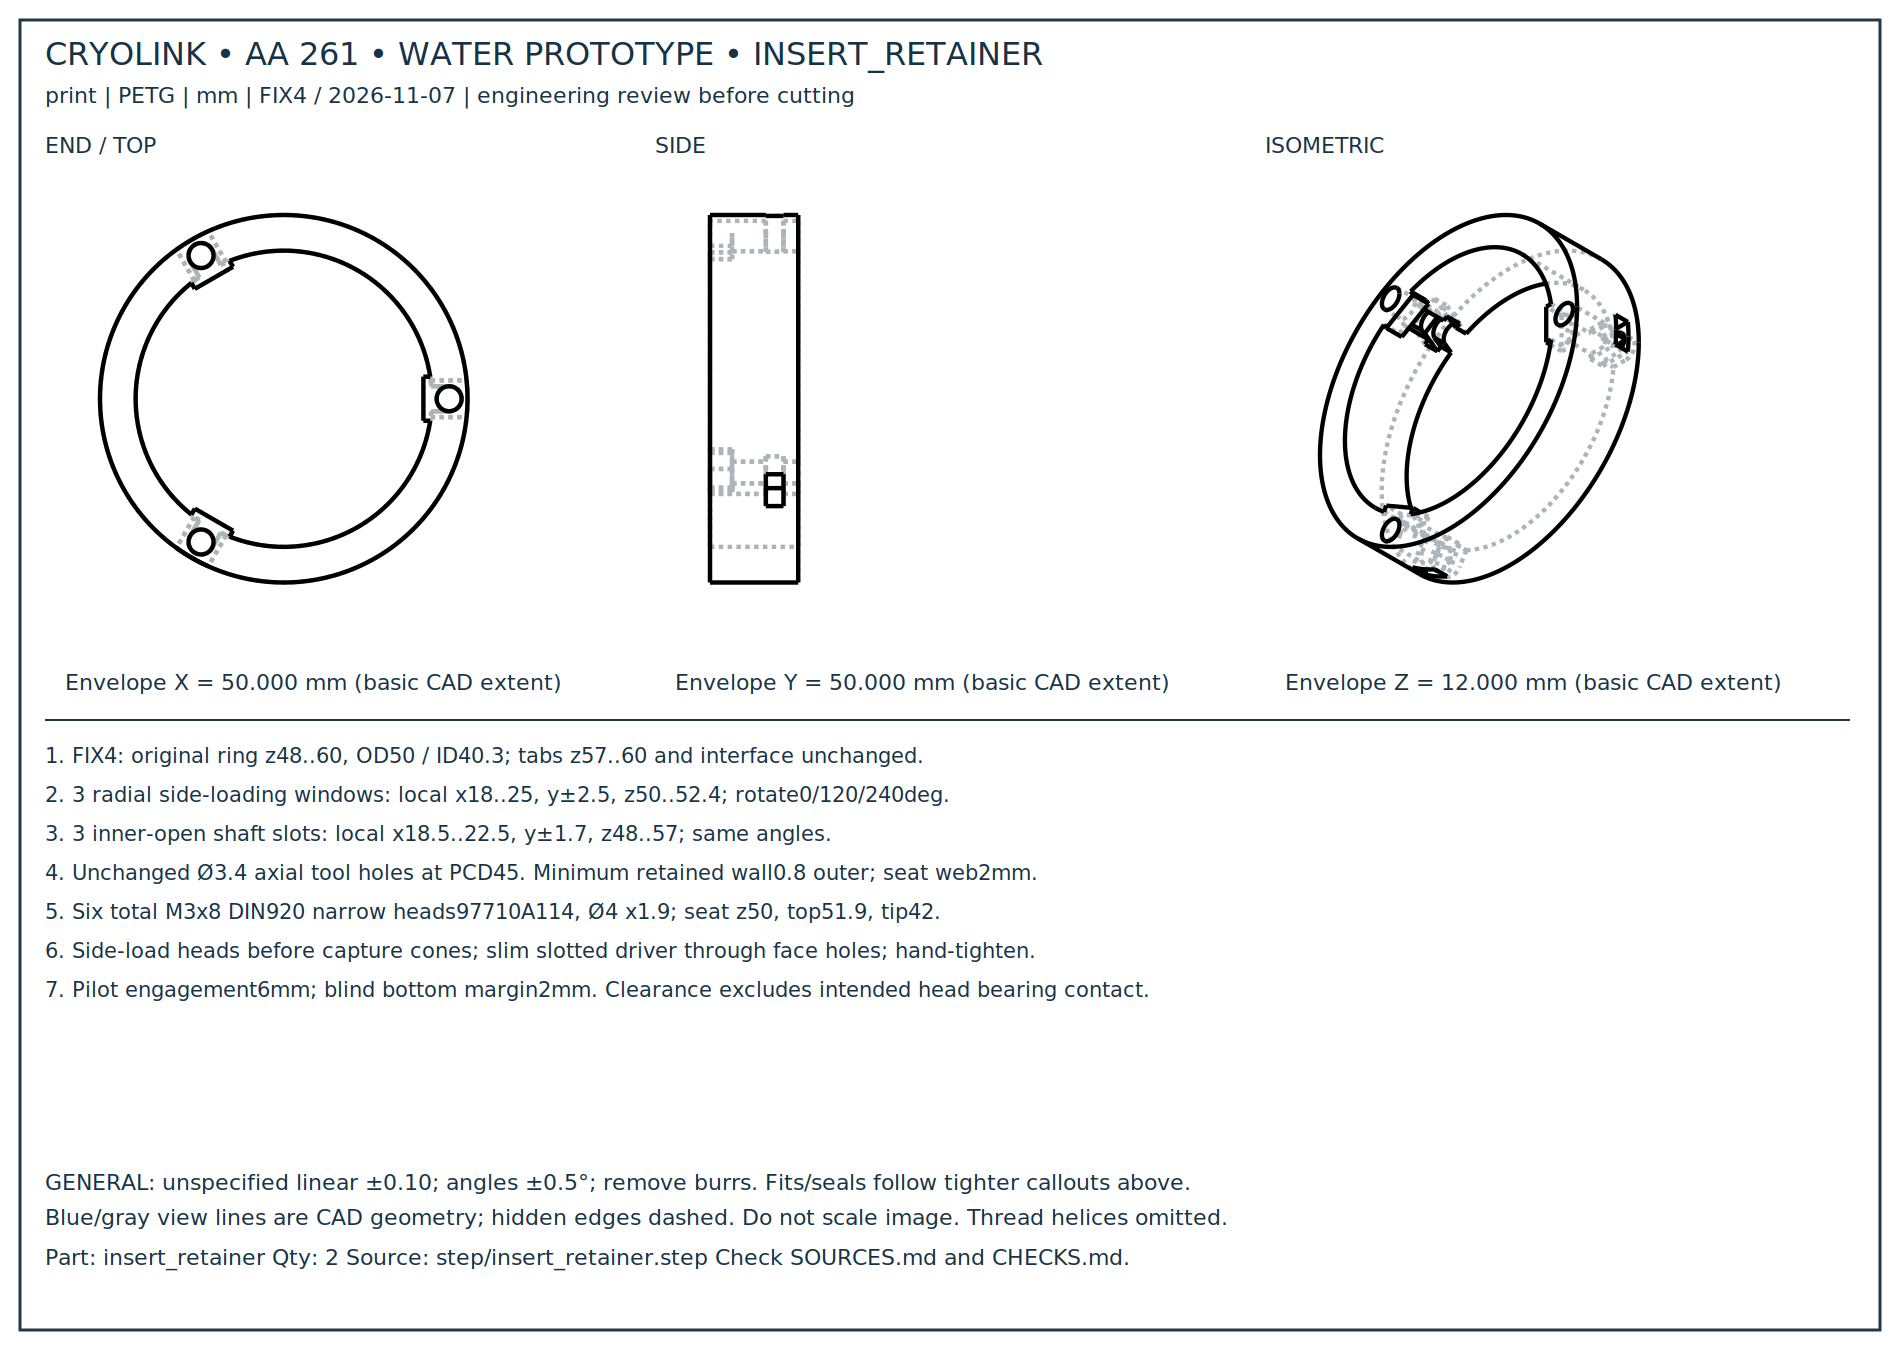 CRYOLINK • AA 261 • WATER PROTOTYPE • INSERT_RETAINER
print | PETG | mm | FIX4 / 2026-11-07 | engineering review before cutting
END / TOP
SIDE
ISOMETRIC
Envelope X = 50.000 mm (basic CAD extent)
Envelope Y = 50.000 mm (basic CAD extent)
Envelope Z = 12.000 mm (basic CAD extent)
1. FIX4: original ring z48..60, OD50 / ID40.3; tabs z57..60 and interface unchanged.
2. 3 radial side-loading windows: local x18..25, y±2.5, z50..52.4; rotate0/120/240deg.
3. 3 inner-open shaft slots: local x18.5..22.5, y±1.7, z48..57; same angles.
4. Unchanged Ø3.4 axial tool holes at PCD45. Minimum retained wall0.8 outer; seat web2mm.
5. Six total M3x8 DIN920 narrow heads97710A114, Ø4 x1.9; seat z50, top51.9, tip42.
6. Side-load heads before capture cones; slim slotted driver through face holes; hand-tighten.
7. Pilot engagement6mm; blind bottom margin2mm. Clearance excludes intended head bearing contact.
GENERAL: unspecified linear ±0.10; angles ±0.5°; remove burrs. Fits/seals follow tighter callouts above.
Blue/gray view lines are CAD geometry; hidden edges dashed. Do not scale image. Thread helices omitted.
Part: insert_retainer Qty: 2 Source: step/insert_retainer.step Check SOURCES.md and CHECKS.md.